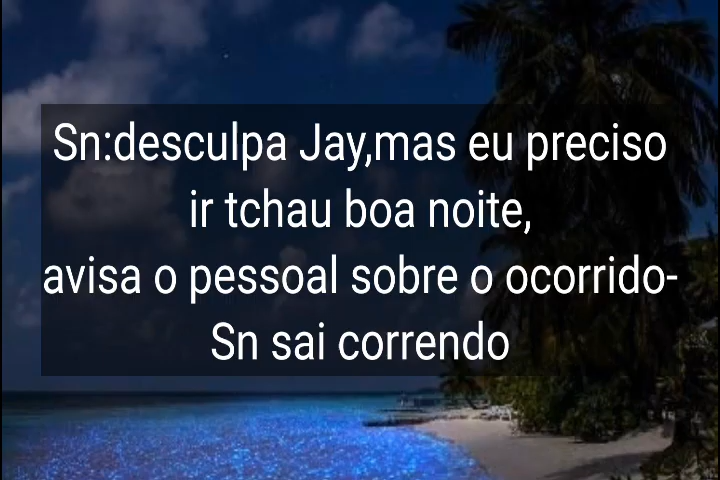 Sn:desculpa Jay,mas eu preciso
ir tchau boa noite,
avisa o pessoal sobre o ocorrido-
Sn sai correndo